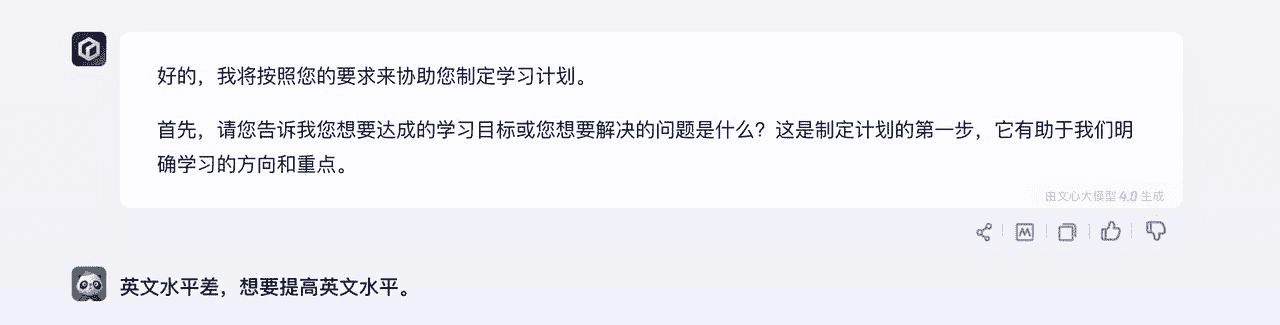 好的，我将按照您的要求来协助您制定学习计划。
首先，请您告诉我您想要达成的学习目标或您想要解决的问题是什么？这是制定计划的第一步，它有助于我们明
确学习的方向和重点。
由文心大模型 4.0 生成
英文水平差，想要提高英文水平。